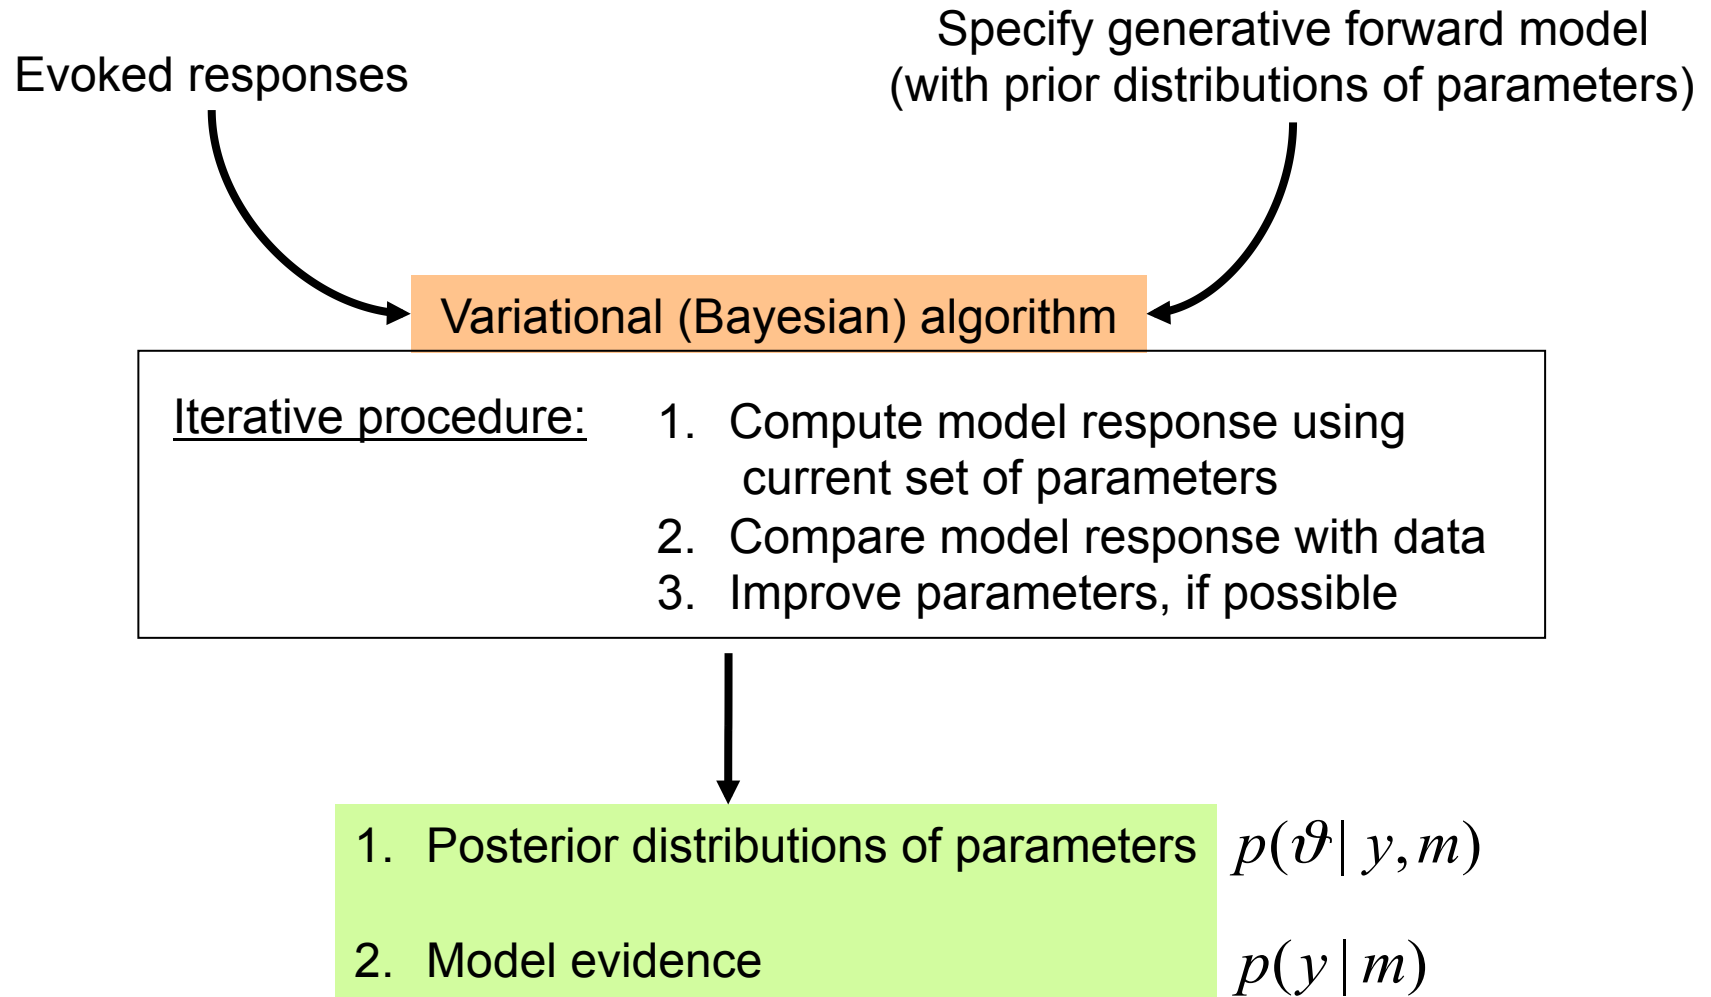 Evoked responses
Specify generative forward model
(with prior distributions of parameters)
Variational (Bayesian) algorithm
Iterative procedure:
1. Compute model response using
current set of parameters
2. Compare model response with data
3. Improve parameters, if possible
1. Posterior distributions of parameters p(ϑ| y,m)
2. Model evidence p(y|m)